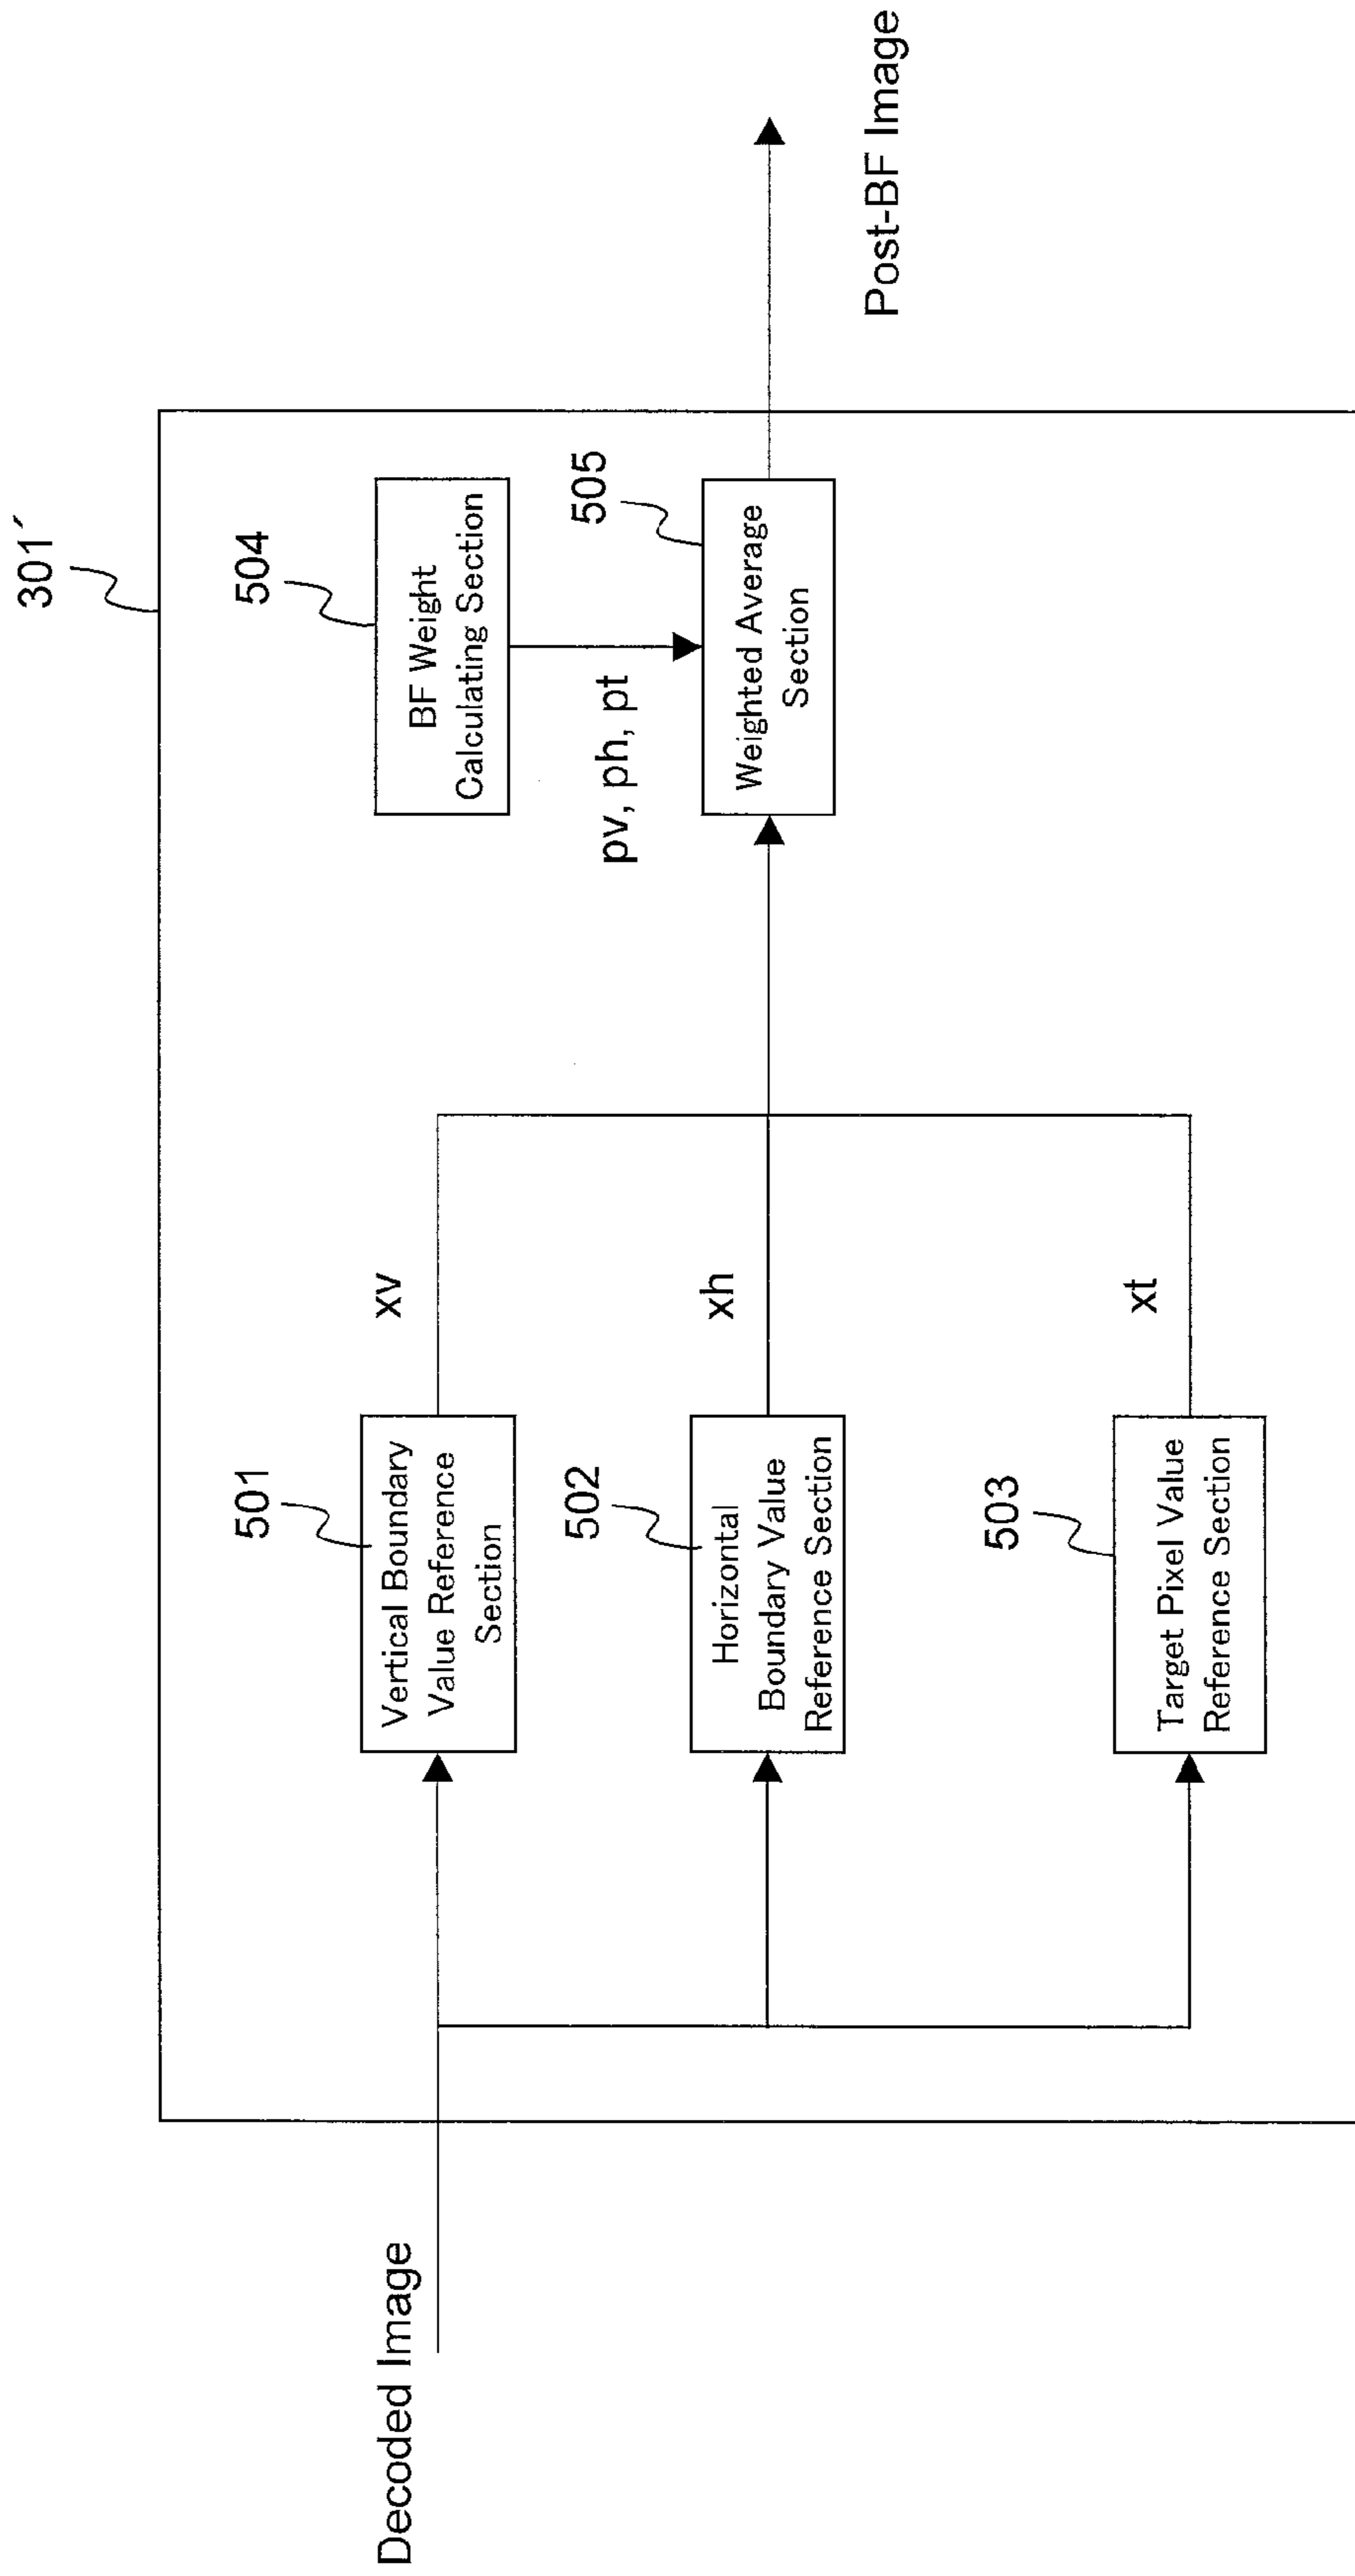 301´
Decoded Image
501
Vertical Boundary
Value Reference
Section
xv
504
BF Weight
Calculating Section
pv, ph, pt
502
Horizontal
Boundary Value
Reference Section
xh
505
Weighted Average
Section
Post-BF Image
503
Target Pixel Value
Reference Section
xt